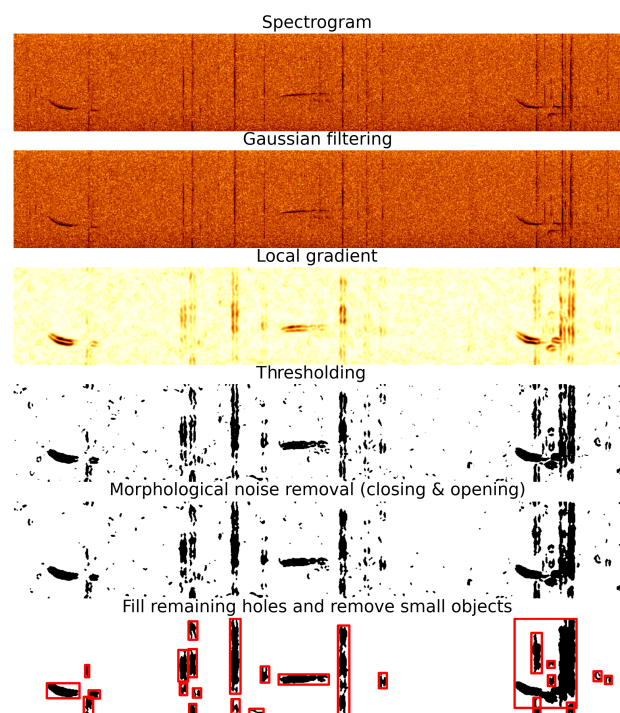 Spectrogram
Gaussian filtering
Local gradient
Thresholding
Morphological noise removal (closing & opening)
Fill remaining holes and remove small objects